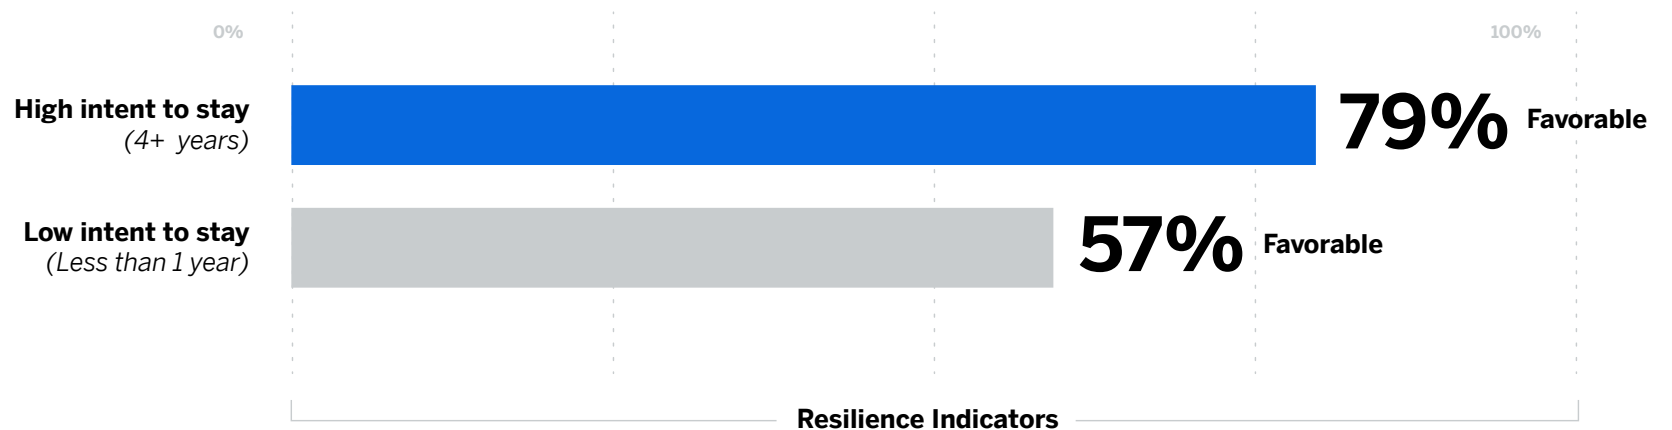 0%
100%
High intent to stay
(4+ years)
79% Favorable
Low intent to stay
(Less than 1 year)
57% Favorable
Resilience Indicators